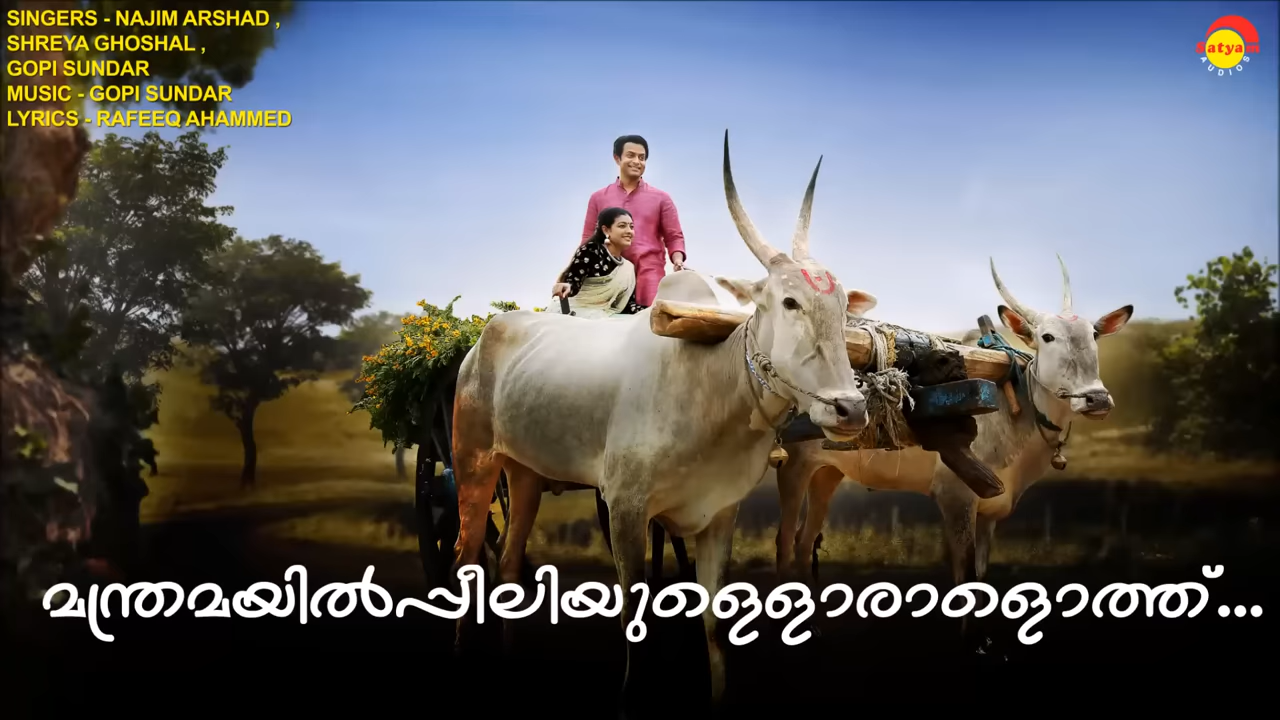 SINGERS - NAJIM ARSHAD ,
SHREYA GHOSHAL ,
GOPI SUNDAR
MUSIC - GOPI SUNDAR
LYRICS - RAFEEQ AHAMMED
Satyam
AUDIOS
മന്ത്രമയിൽപ്പീലിയുള്ളൊരാളൊത്ത്...